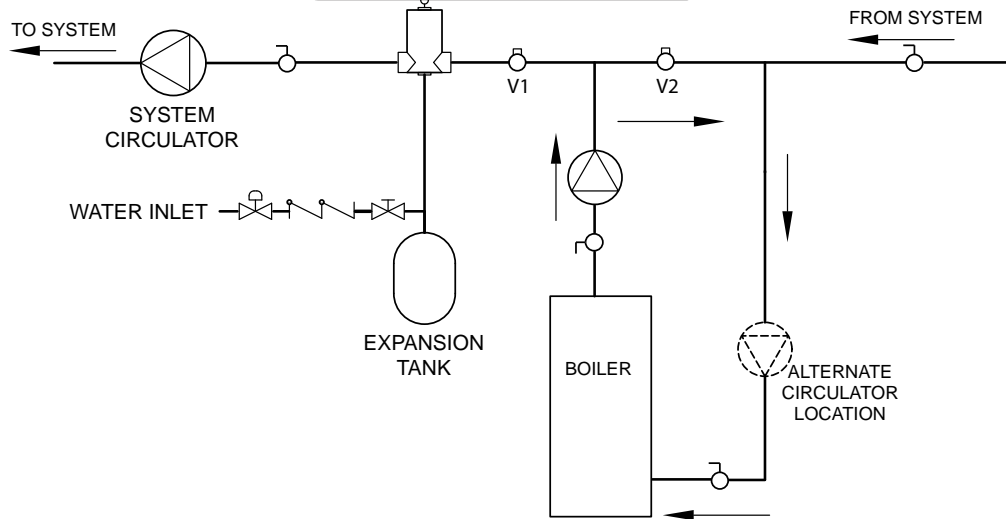 TO SYSTEM
FROM SYSTEM
V1
V2
SYSTEM
CIRCULATOR
WATER INLET
EXPANSION
TANK
BOILER
ALTERNATE
CIRCULATOR
LOCATION